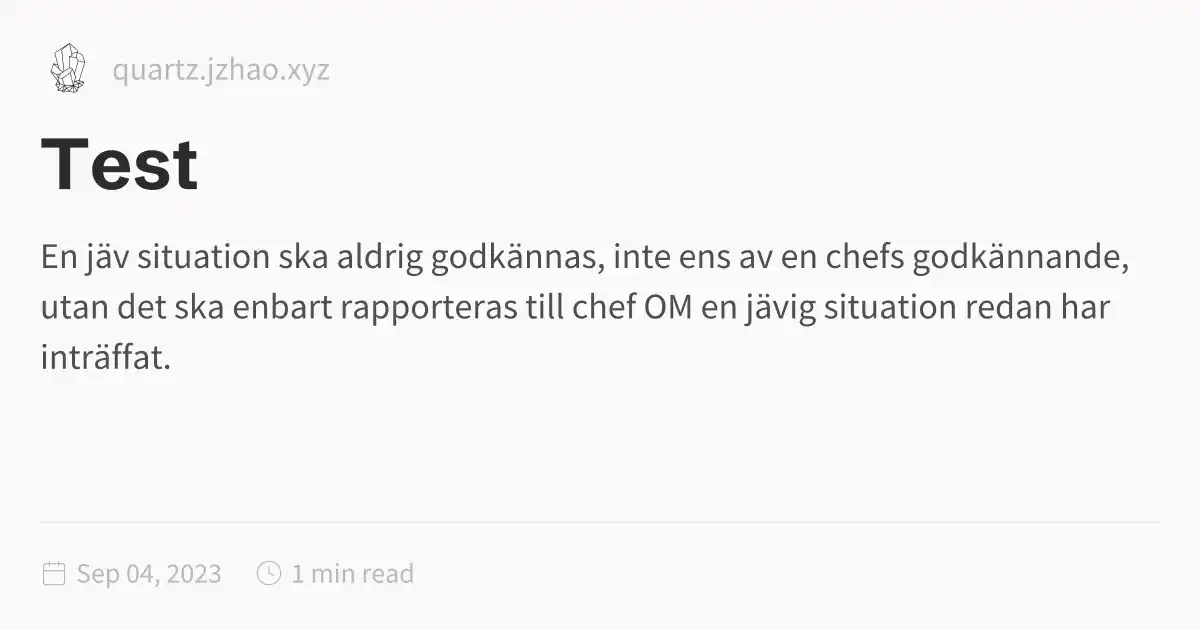 quartz.jzhao.xyz
Test
En jäv situation ska aldrig godkännas, inte ens av en chefs godkännande,
utan det ska enbart rapporteras till chef OM en jävig situation redan har
inträffat.
Sep 04, 2023 1 min read